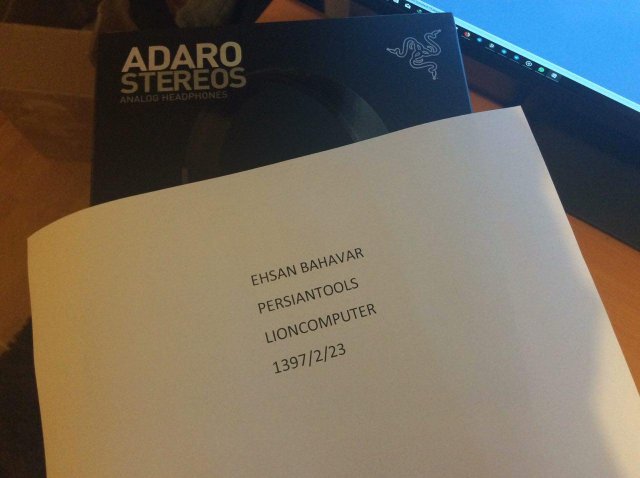 ADARO
STEREOS
ANALOG HEADPHONES
EHSAN BAHAVAR
PERSIANTOOLS
LIONCOMPUTER
1397/2/23